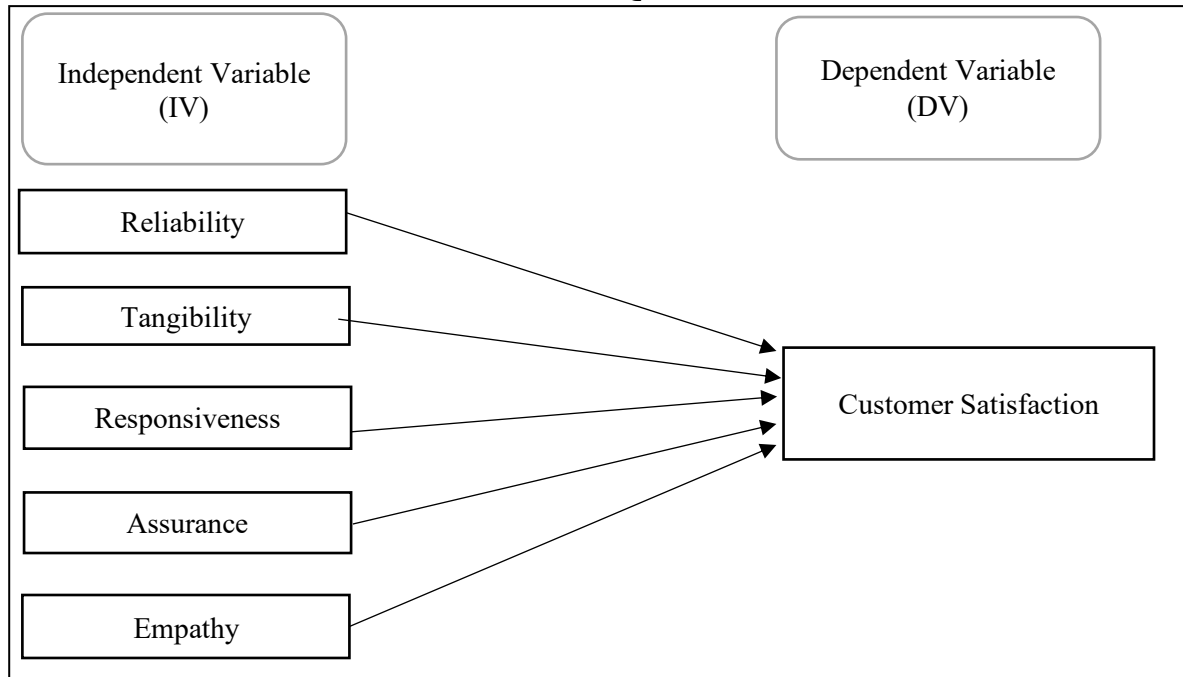 Independent Variable
(IV)
Dependent Variable
(DV)
Reliability
Tangibility
Responsiveness
Customer Satisfaction
Assurance
Empathy